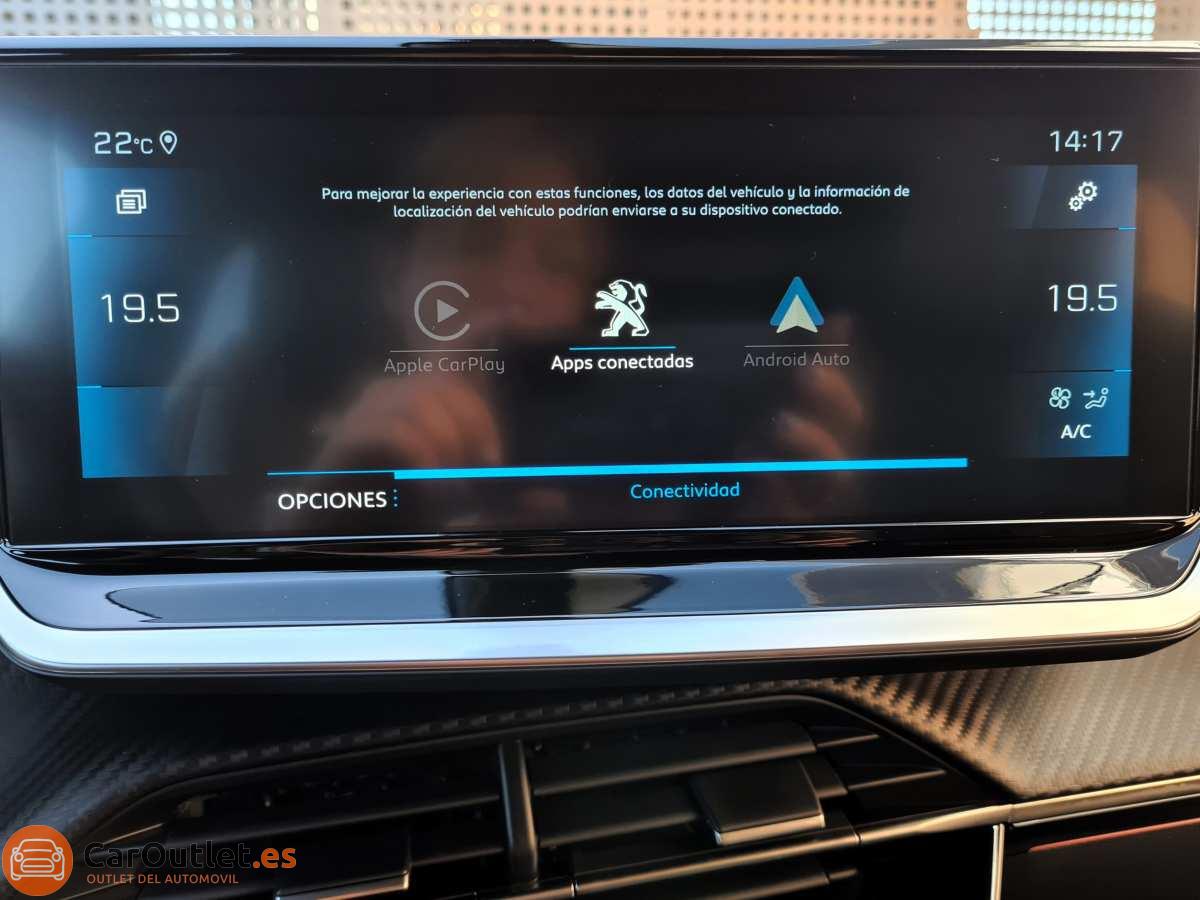 22°C
14:17
Para mejorar la experiencia con estas funciones, los datos del vehículo y la información de
localización del vehículo podrían enviarse a su dispositivo conectado.
19.5
19.5
Apple CarPlay
Apps conectadas
Android Auto
A/C
OPCIONES
Conectividad
CarOutlet.es
OUTLET DEL AUTOMOVIL